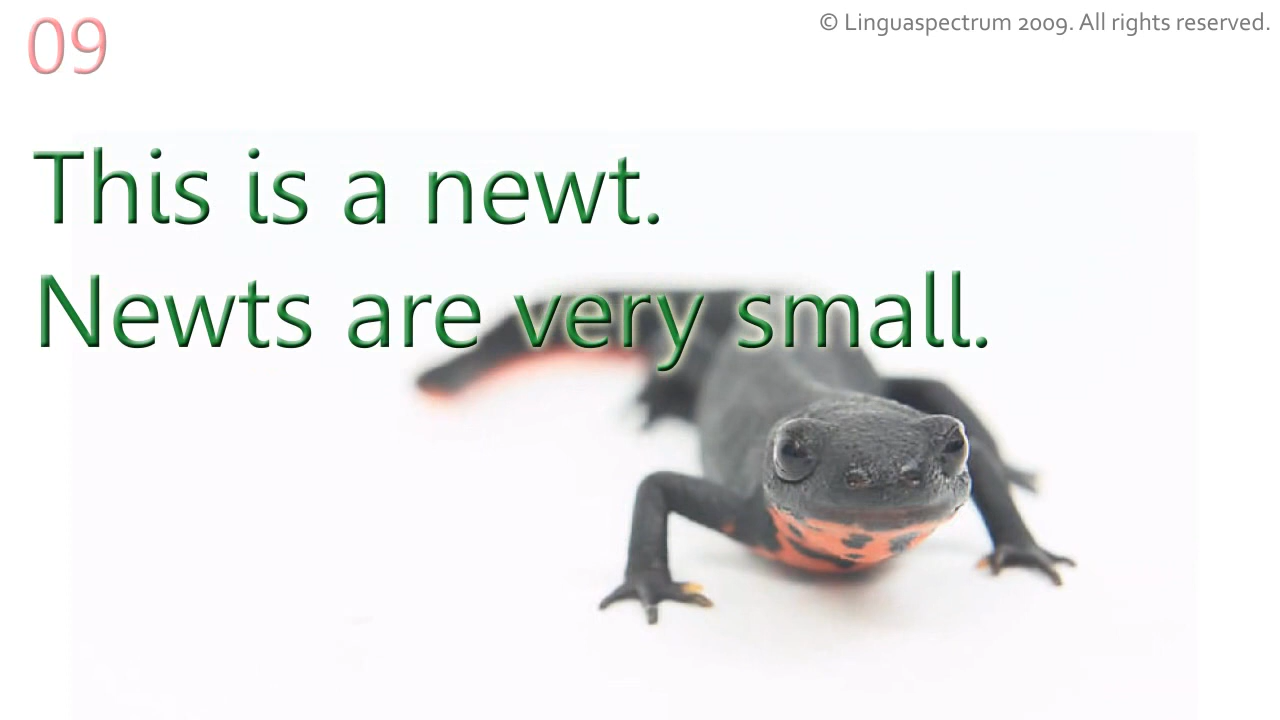 09
© Linguaspectrum 2009. All rights reserved.
This is a newt.
Newts are very small.